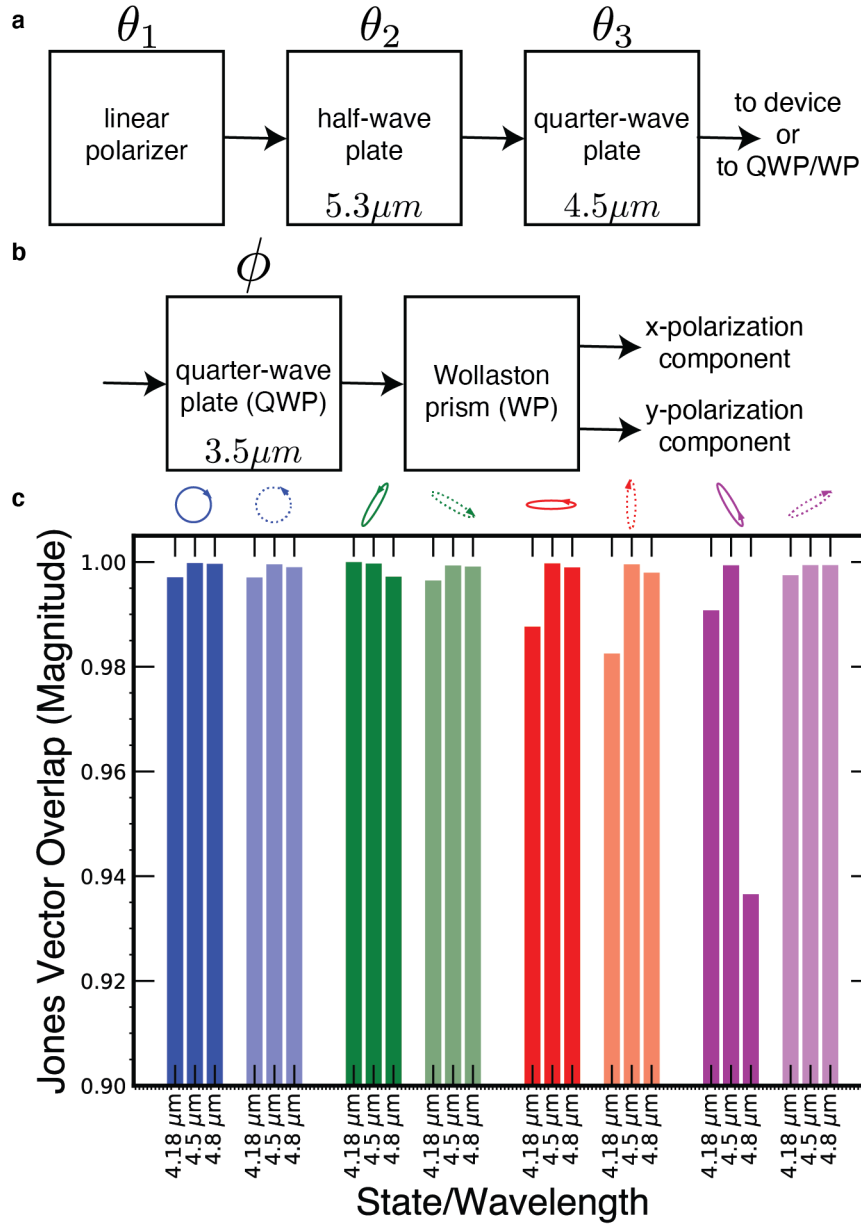 a
θ₁ θ₂ θ₃
linear
polarizer
half-wave
plate
5.3μm
quarter-wave
plate
4.5μm
to device
or
to QWP/WP
b
ϕ
quarter-wave
plate (QWP)
3.5μm
Wollaston
prism (WP)
x-polarization
component
y-polarization
component
c
Jones Vector Overlap (Magnitude)
1.00
0.98
0.96
0.94
0.92
0.90
4.18 μm
4.5 μm
4.8 μm
4.18 μm
4.5 μm
4.8 μm
4.18 μm
4.5 μm
4.8 μm
4.18 μm
4.5 μm
4.8 μm
4.18 μm
4.5 μm
4.8 μm
4.18 μm
4.5 μm
4.8 μm
4.18 μm
4.5 μm
4.8 μm
4.18 μm
4.5 μm
4.8 μm
State/Wavelength